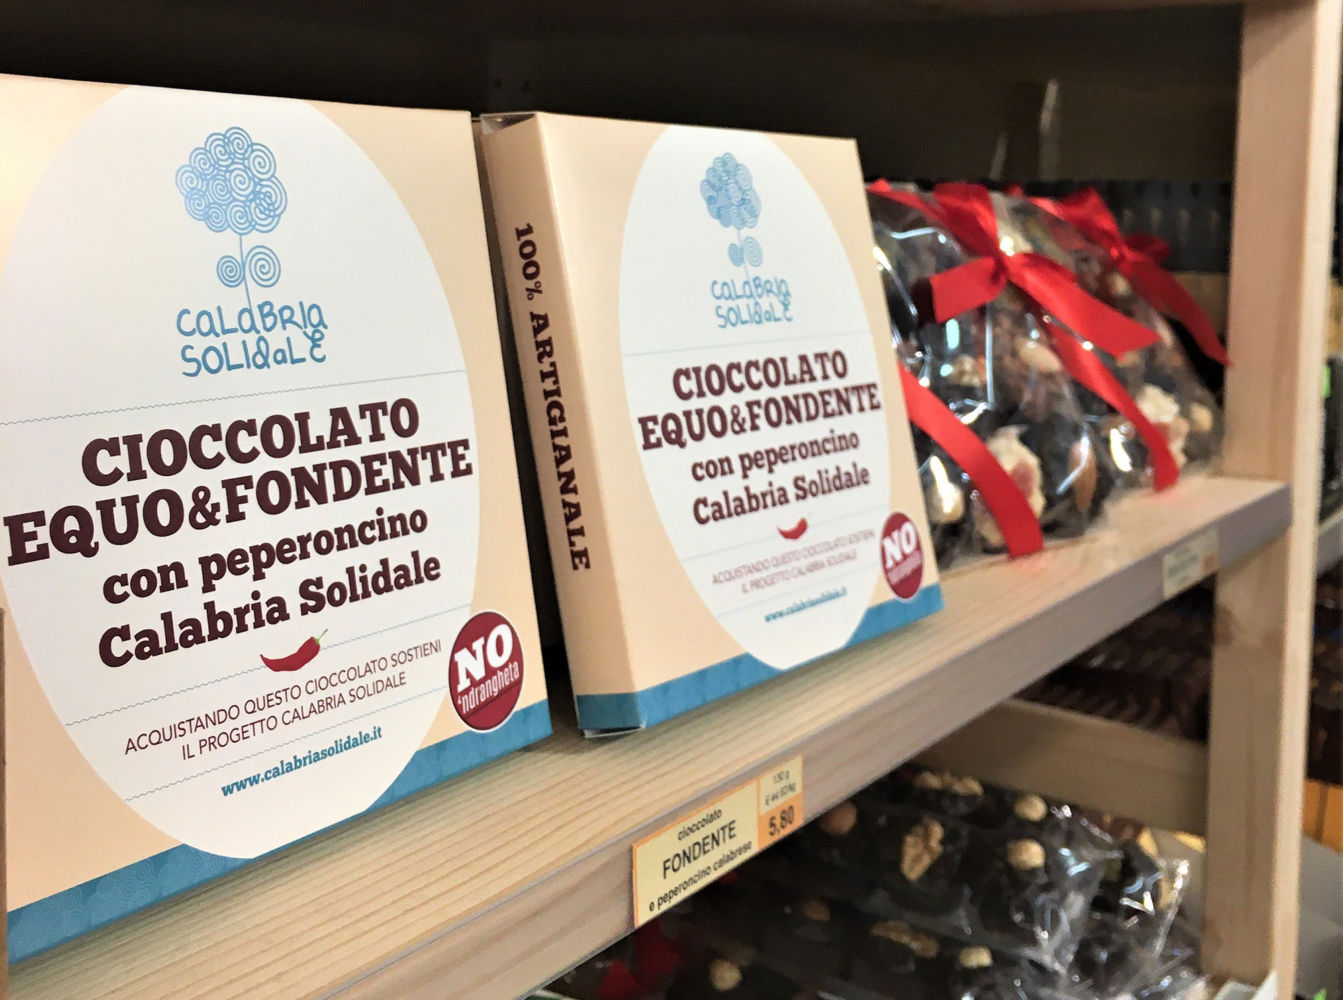 CALABRIA
SOLIDALE
CIOCCOLATO
EQUO&FONDENTE
con peperoncino
Calabria Solidale
ACQUISTANDO QUESTO CIOCCOLATO SOSTIENI
IL PROGETTO CALABRIA SOLIDALE
www.calabriasolidale.it
NO
'ndrangheta
100% ARTIGIANALE
CALABRIA
SOLIDALE
CIOCCOLATO
EQUO&FONDENTE
con peperoncino
Calabria Solidale
ACQUISTANDO QUESTO CIOCCOLATO SOSTIENI
IL PROGETTO CALABRIA SOLIDALE
www.calabriasolidale.it
NO
'ndrangheta
cioccolato
FONDENTE
e peperoncino calabrese
130 g
5,80